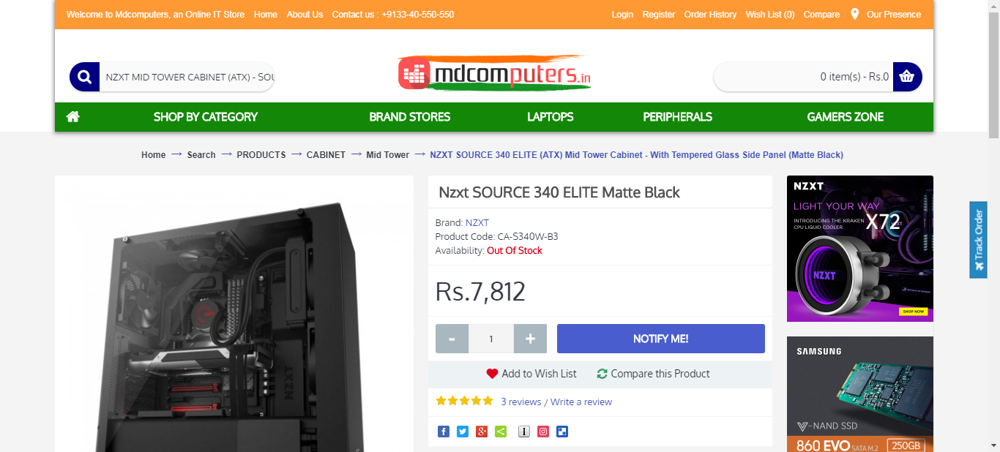 Welcome to Mdcomputers, an Online IT Store Home About Us Contact us : +9133-40-550-550
Login Register Order History Wish List (0) Compare Our Presence
NZXT MID TOWER CABINET (ATX) - SOU
mdcomputers.in
0 item(s) - Rs.0
SHOP BY CATEGORY BRAND STORES LAPTOPS PERIPHERALS GAMERS ZONE
Home → Search → PRODUCTS → CABINET → Mid Tower → NZXT SOURCE 340 ELITE (ATX) Mid Tower Cabinet - With Tempered Glass Side Panel (Matte Black)
NZXT
Nzxt SOURCE 340 ELITE Matte Black
Brand: NZXT
Product Code: CA-S340W-B3
Availability: Out Of Stock
Rs.7,812
- 1 + NOTIFY ME!
Add to Wish List Compare this Product
3 reviews / Write a review
NZXT
LIGHT YOUR WAY
INTRODUCING THE KRAKEN
CPU LIQUID COOLER.
X72
NZXT
SHOP NOW
Track Order
SAMSUNG
V-NAND SSD
860 EVO SATA M.2 250GB